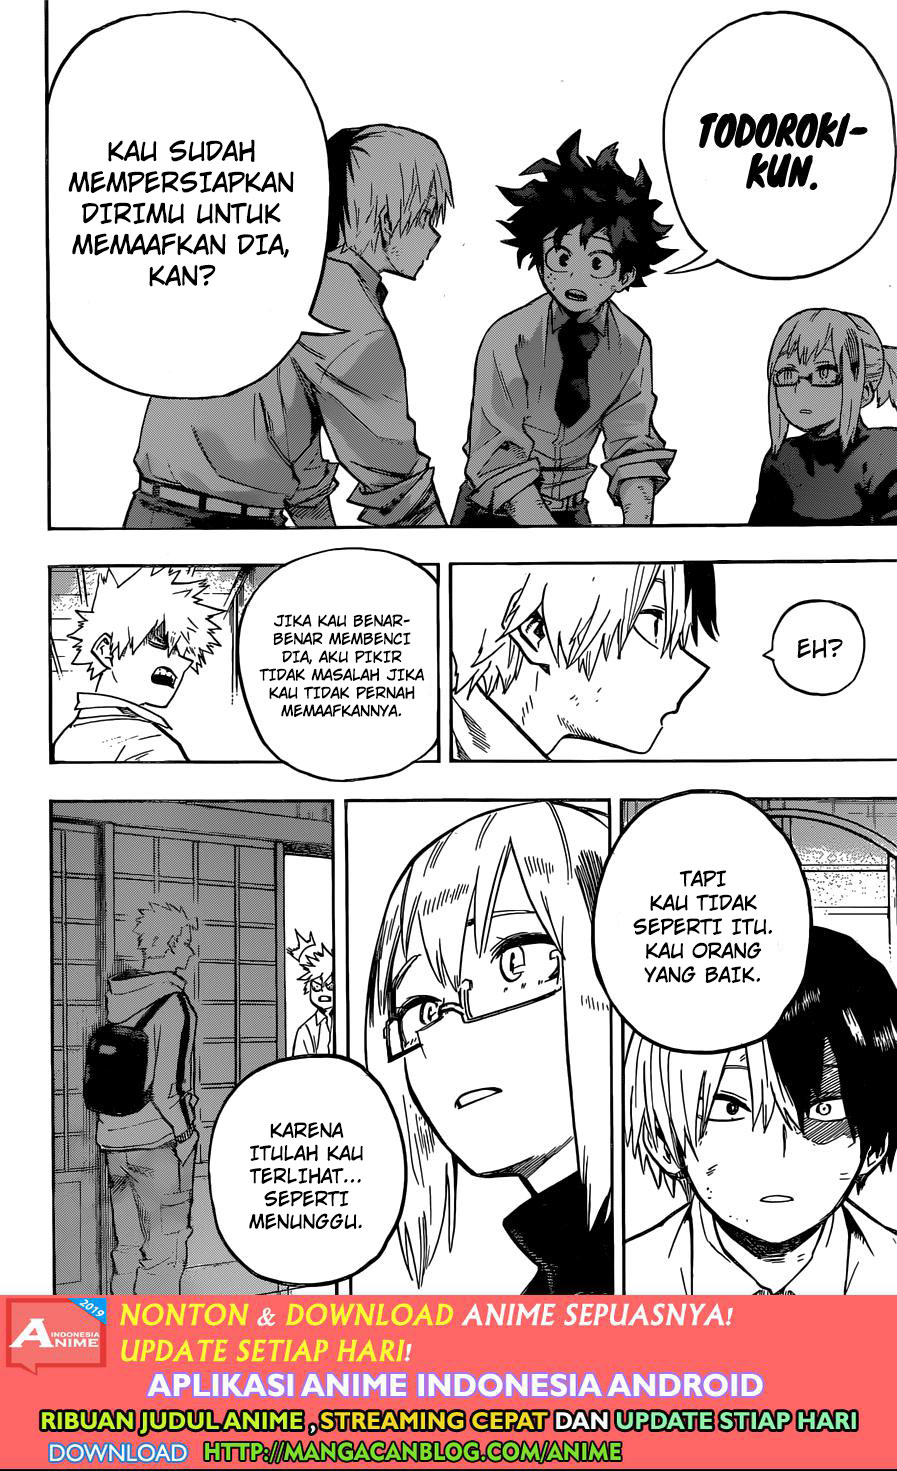 TODOROKI-
KUN.
KAU SUDAH
MEMPERSIAPKAN
DIRIMU UNTUK
MEMAAFKAN DIA,
KAN?
EH?
JIKA KAU BENAR-
BENAR MEMBENCI
DIA, AKU PIKIR
TIDAK MASALAH JIKA
KAU TIDAK PERNAH
MEMAAFKANNYA.
TAPI
KAU TIDAK
SEPERTI ITU.
KAU ORANG
YANG BAIK.
KARENA
ITULAH KAU
TERLIHAT...
SEPERTI
MENUNGGU.
2019
INDONESIA
ANIME
NONTON & DOWNLOAD ANIME SEPUASNYA!
UPDATE SETIAP HARI!
APLIKASI ANIME INDONESIA ANDROID
RIBUAN JUDUL ANIME , STREAMING CEPAT DAN UPDATE STIAP HARI
DOWNLOAD HTTP://MANGACANBLOG.COM/ANIME